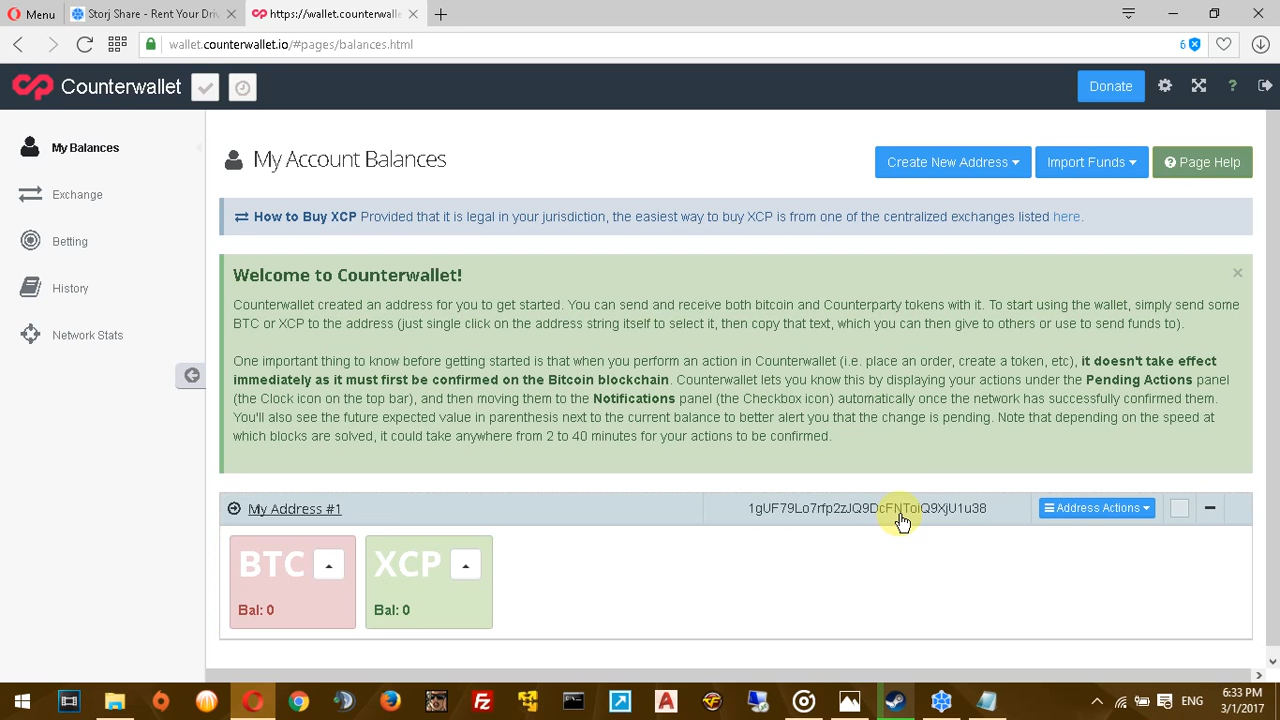 Menu
Storj Share - Rent Your Dri
https://wallet.counterwall
wallet.counterwallet.io/#pages/balances.html
6
Counterwallet
Donate
?
My Balances
Exchange
Betting
History
Network Stats
My Account Balances
Create New Address
Import Funds
? Page Help
How to Buy XCP Provided that it is legal in your jurisdiction, the easiest way to buy XCP is from one of the centralized exchanges listed here.
Welcome to Counterwallet!
×
Counterwallet created an address for you to get started. You can send and receive both bitcoin and Counterparty tokens with it. To start using the wallet, simply send some
BTC or XCP to the address (just single click on the address string itself to select it, then copy that text, which you can then give to others or use to send funds to).
One important thing to know before getting started is that when you perform an action in Counterwallet (i.e. place an order, create a token, etc), it doesn't take effect
immediately as it must first be confirmed on the Bitcoin blockchain. Counterwallet lets you know this by displaying your actions under the Pending Actions panel
(the Clock icon on the top bar), and then moving them to the Notifications panel (the Checkbox icon) automatically once the network has successfully confirmed them.
You'll also see the future expected value in parenthesis next to the current balance to better alert you that the change is pending. Note that depending on the speed at
which blocks are solved, it could take anywhere from 2 to 40 minutes for your actions to be confirmed.
My Address #1
1gUF79Lo7rfp2zJQ9DcFNToiQ9XjU1u38
Address Actions
BTC
Bal: 0
XCP
Bal: 0
ENG
6:33 PM
3/1/2017